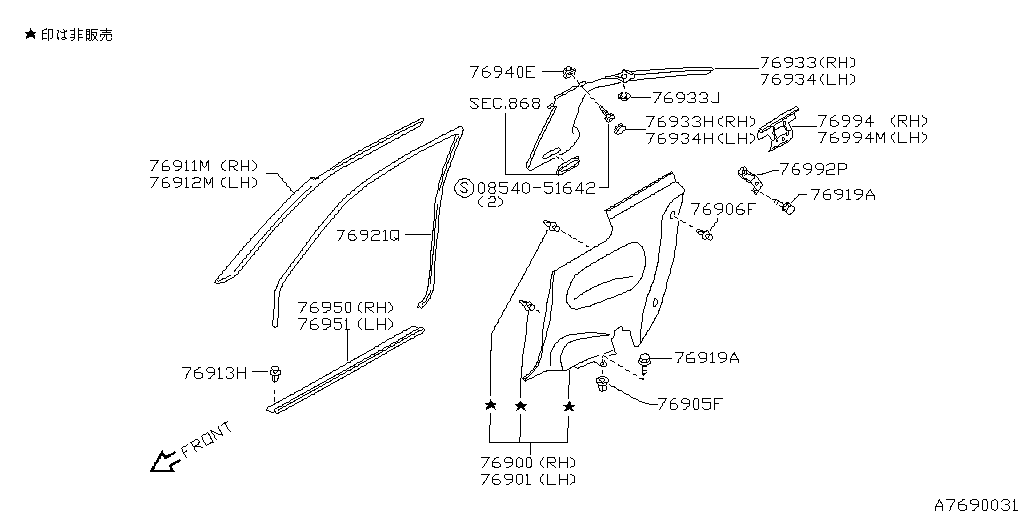 ★印は非販売
76940E
76933(RH)
76934(LH)
SEC.868
76933J
76933H(RH)
76934H(LH)
76994 (RH)
76994M(LH)
76911M (RH)
76912M (LH)
76992P
Ⓢ08540-51642
(2)
76919A
76906F
76921Q
76950(RH)
76951(LH)
76919A
76913H
76905F
★ ★ ★
FRONT
76900(RH)
76901(LH)
A7690031